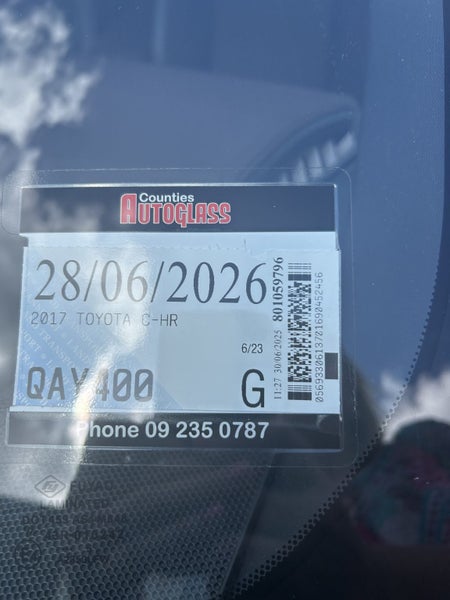 Counties
AUTOGLASS
28/06/2026
2017 TOYOTA C-HR
6/23
QAY400
G
11:27 30/06/2025 801059796
Phone 09 235 0787